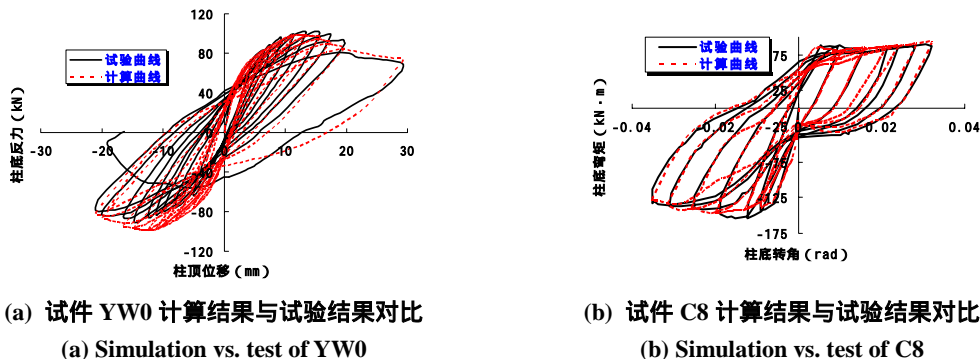 120
80
40
0
-40
-80
-120
-30
-20
-10
0
10
20
30
试验曲线
计算曲线
柱底反力（kN）
柱顶位移（mm）
75
25
-25
-75
-125
-175
-0.04
-0.02
0
0.02
0.04
试验曲线
计算曲线
柱底弯矩（kN·m）
柱底转角（rad）
(a) 试件 YW0 计算结果与试验结果对比
(a) Simulation vs. test of YW0
(b) 试件 C8 计算结果与试验结果对比
(b) Simulation vs. test of C8